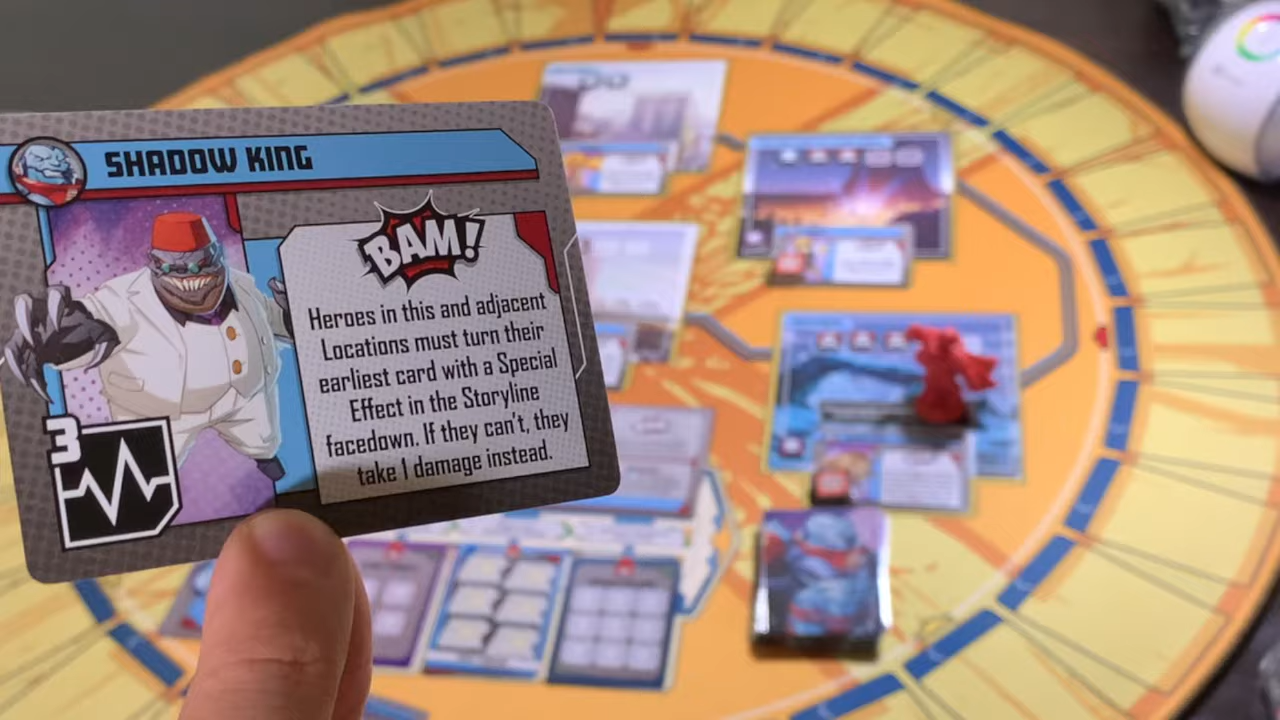 SHADOW KING
BAM!
Heroes in this and adjacent
Locations must turn their
earliest card with a Special
Effect in the Storyline
facedown. If they can't, they
take 1 damage instead.
3